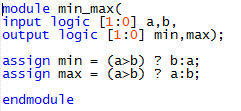 module min_max(
input logic [1:0] a,b,
output logic [1:0] min,max);
assign min = (a>b) ? b:a;
assign max = (a>b) ? a:b;
endmodule